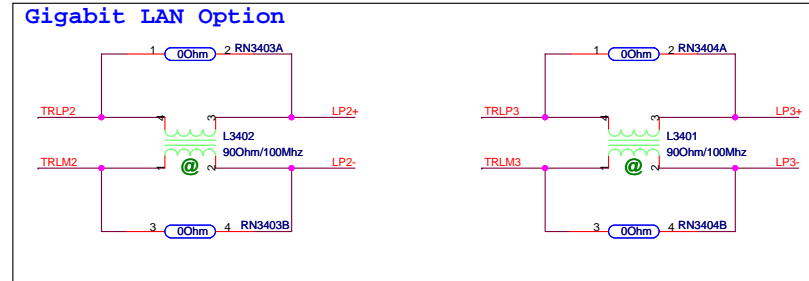 Gigabit LAN Option
1 0Ohm 2 RN3403A
1 0Ohm 2 RN3404A
TRLP2 4 3 LP2+
TRLP3 4 3 LP3+
L3402
90Ohm/100Mhz
L3401
90Ohm/100Mhz
TRLM2 1 @ 2 LP2-
TRLM3 1 @ 2 LP3-
3 0Ohm 4 RN3403B
3 0Ohm 4 RN3404B